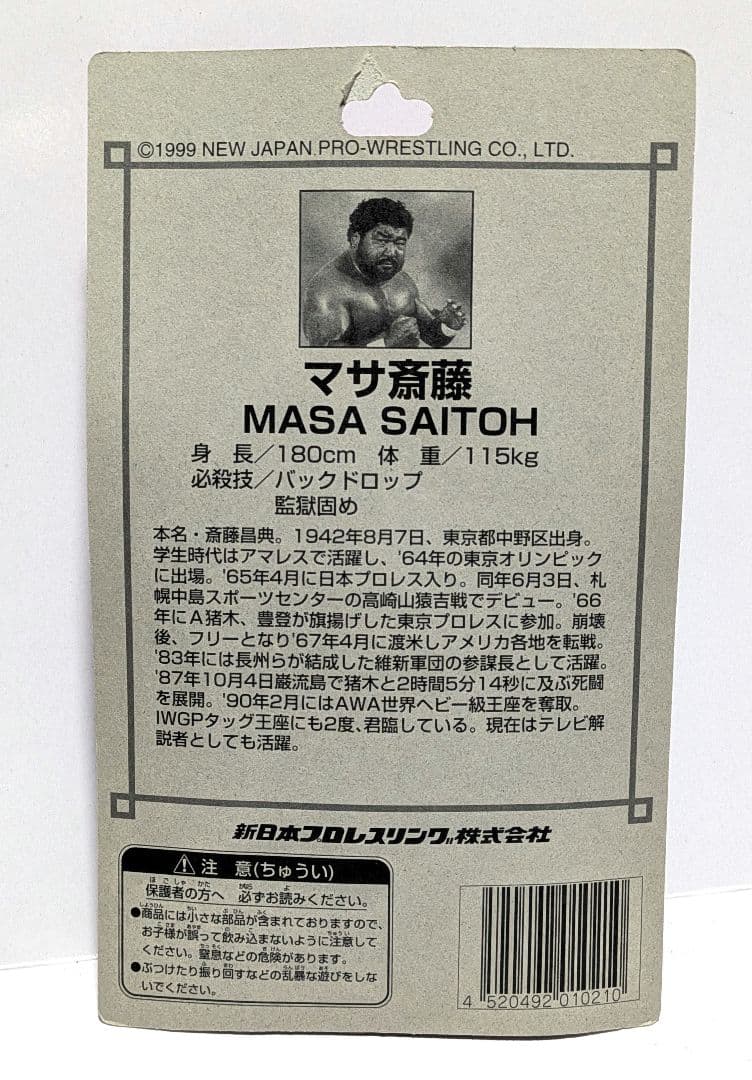 ©1999 NEW JAPAN PRO-WRESTLING CO., LTD.
マサ斎藤
MASA SAITOH
身 長／180cm 体 重／115kg
必殺技／バックドロップ
監獄固め
本名・斎藤昌典。1942年8月7日、東京都中野区出身。
学生時代はアマレスで活躍し、'64年の東京オリンピック
に出場。'65年4月に日本プロレス入り。同年6月3日、札
幌中島スポーツセンターの高崎山猿吉戦でデビュー。'66
年にA猪木、豊登が旗揚げした東京プロレスに参加。崩壊
後、フリーとなり'67年4月に渡米しアメリカ各地を転戦。
'83年には長州らが結成した維新軍団の参謀長として活躍。
'87年10月4日巌流島で猪木と2時間5分14秒に及ぶ死闘
を展開。'90年2月にはAWA世界ヘビー級王座を奪取。
IWGPタッグ王座にも2度、君臨している。現在はテレビ解
説者としても活躍。
新日本プロレスリング株式会社
注 意(ちゅうい)
保護者の方へ 必ずお読みください。
●商品には小さな部品が含まれておりますので、
お子様が誤って飲み込まないように注意して
ください。窒息などの危険があります。
●ぶつけたり振り回すなどの乱暴な遊びをしな
いでください。
4 520492 010210